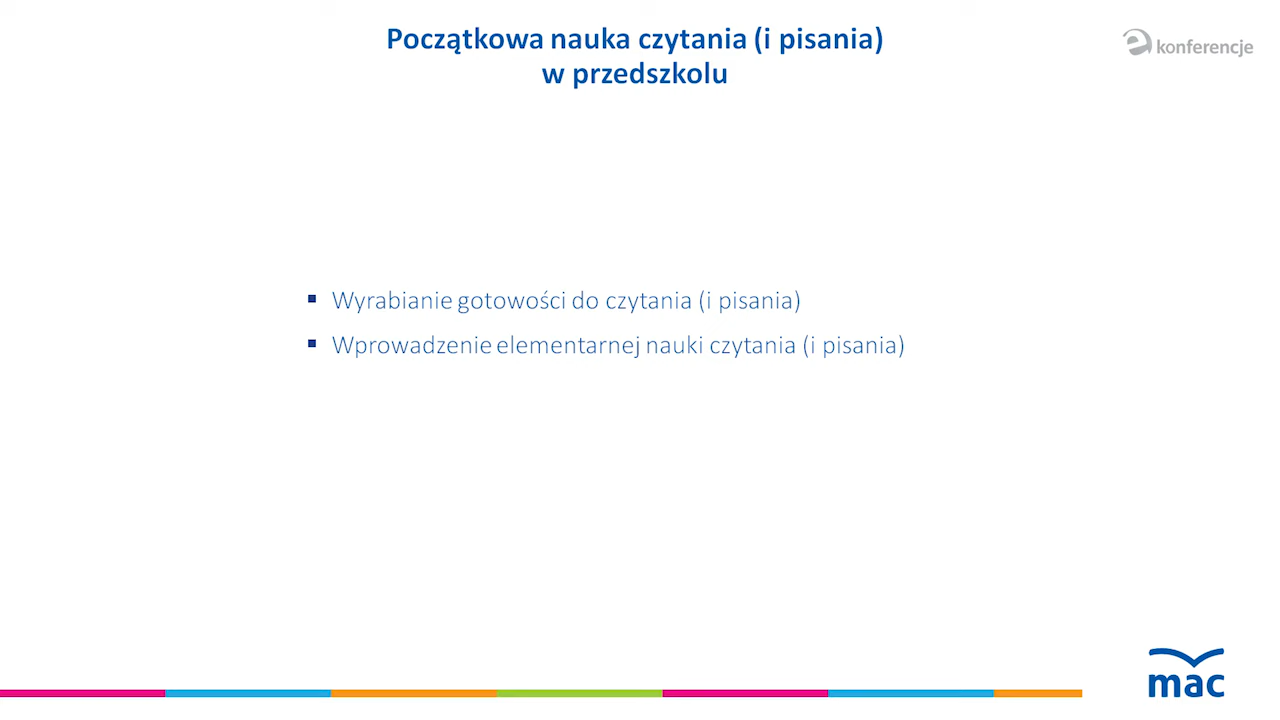 Początkowa nauka czytania (i pisania)
w przedszkolu
e konferencje
Wyrabianie gotowości do czytania (i pisania)
Wprowadzenie elementarnej nauki czytania (i pisania)
mac